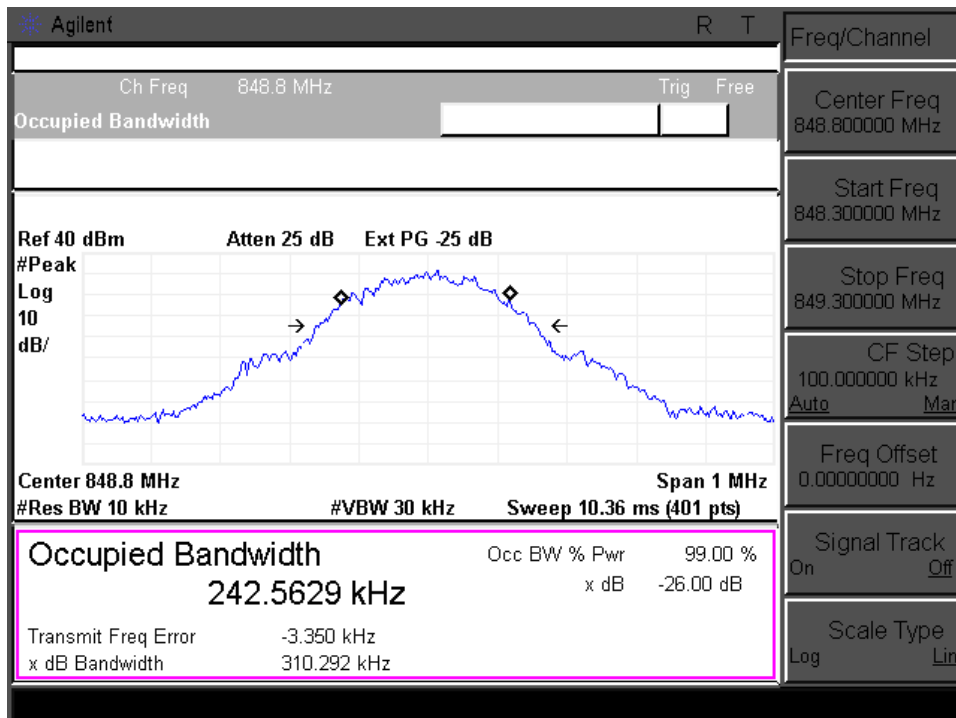 Agilent R T
Ch Freq 848.8 MHz Trig Free
Occupied Bandwidth
Ref 40 dBm Atten 25 dB Ext PG -25 dB
#Peak
Log
10
dB/
Center 848.8 MHz Span 1 MHz
#Res BW 10 kHz #VBW 30 kHz Sweep 10.36 ms (401 pts)
Occupied Bandwidth
242.5629 kHz
Occ BW % Pwr 99.00 %
x dB -26.00 dB
Transmit Freq Error -3.350 kHz
x dB Bandwidth 310.292 kHz
Freq/Channel
Center Freq
848.800000 MHz
Start Freq
848.300000 MHz
Stop Freq
849.300000 MHz
CF Step
100.000000 kHz
Auto Man
Freq Offset
0.00000000 Hz
Signal Track
On Off
Scale Type
Log Lin